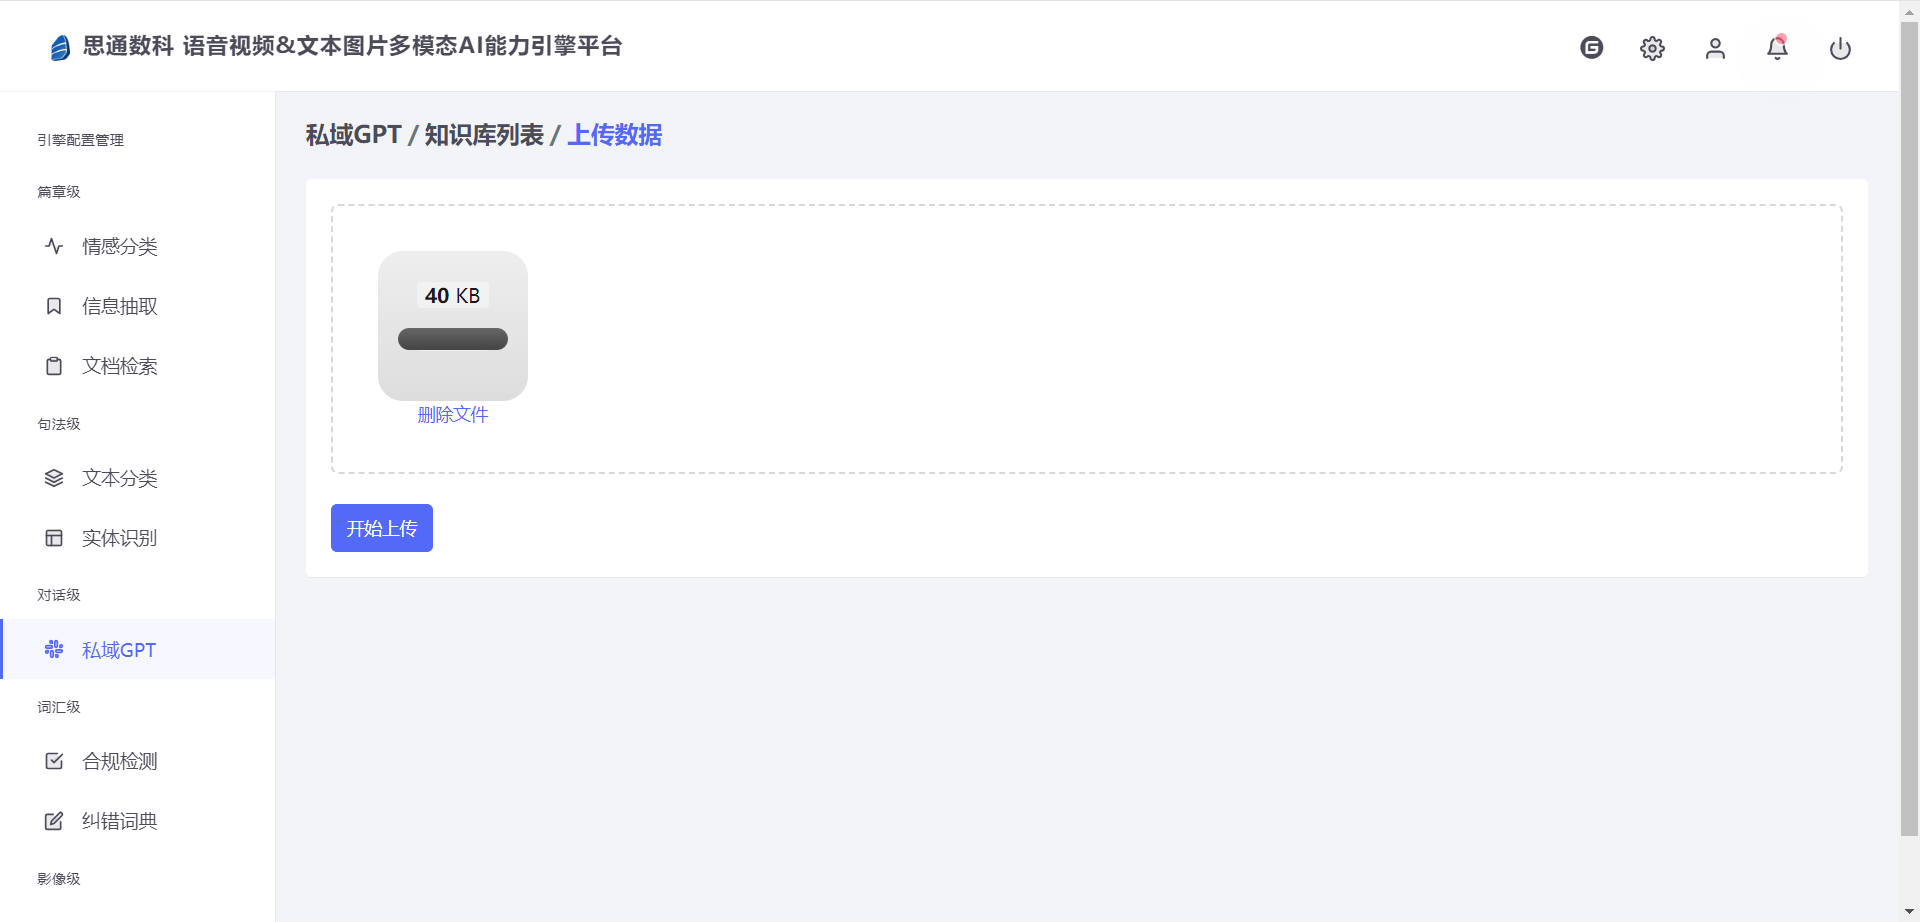 思通数科 语音视频&文本图片多模态AI能力引擎平台
引擎配置管理
篇章级
情感分类
信息抽取
文档检索
句法级
文本分类
实体识别
对话级
私域GPT
词汇级
合规检测
纠错词典
影像级
私域GPT / 知识库列表 / 上传数据
40 KB
删除文件
开始上传